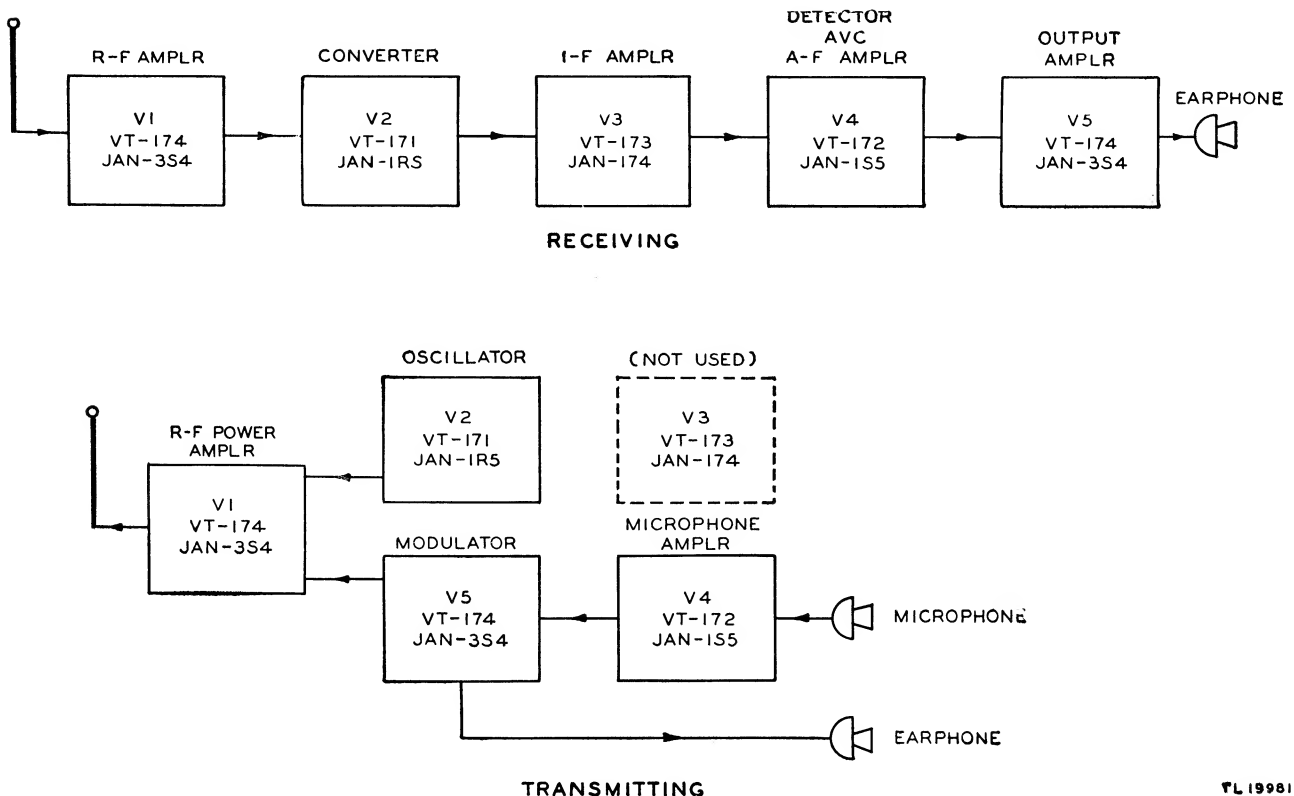 R-F AMPLR
V1
VT-174
JAN-3S4
CONVERTER
V2
VT-171
JAN-1RS
I-F AMPLR
V3
VT-173
JAN-174
DETECTOR
AVC
A-F AMPLR
V4
VT-172
JAN-1S5
OUTPUT
AMPLR
V5
VT-174
JAN-3S4
EARPHONE
RECEIVING
OSCILLATOR
V2
VT-171
JAN-1R5
(NOT USED)
V3
VT-173
JAN-174
R-F POWER
AMPLR
V1
VT-174
JAN-3S4
MODULATOR
V5
VT-174
JAN-3S4
MICROPHONE
AMPLR
V4
VT-172
JAN-1S5
MICROPHONE
EARPHONE
TRANSMITTING
TL 19981